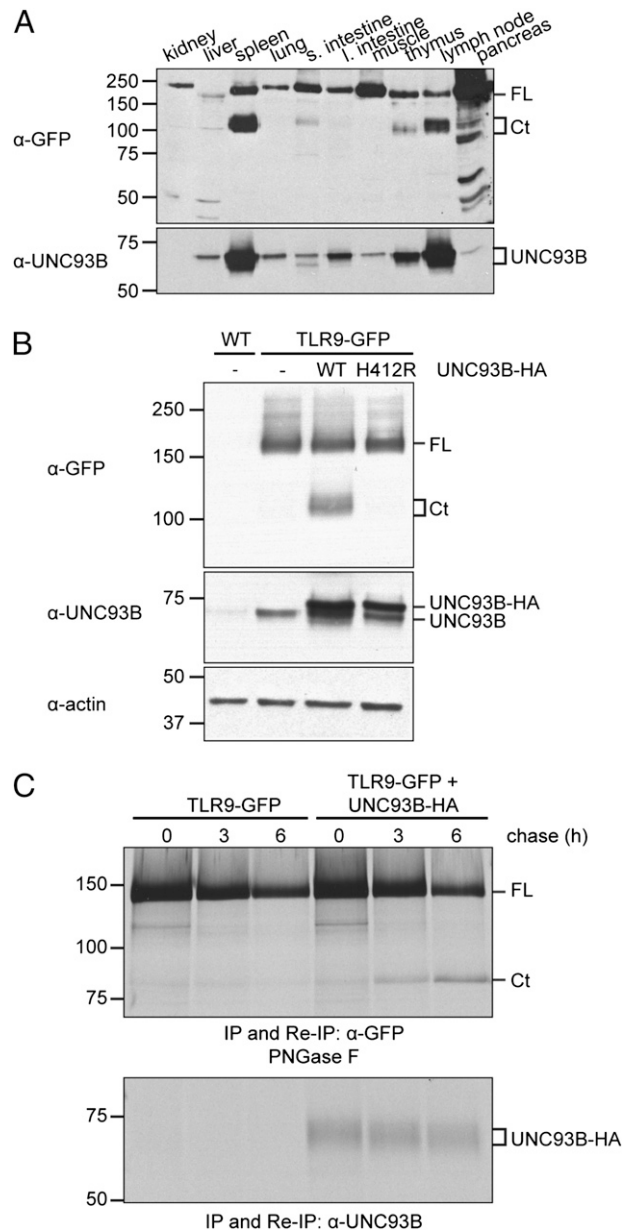 A
kidney liver spleen lung s. intestine l. intestine muscle thymus lymph node pancreas
250
150
100
75
50
α-GFP
FL
Ct
75
50
α-UNC93B
UNC93B
B
WT TLR9-GFP
- - WT H412R UNC93B-HA
250
150
100
α-GFP
FL
Ct
75
α-UNC93B
UNC93B-HA
UNC93B
50
37
α-actin
C
TLR9-GFP
TLR9-GFP +
UNC93B-HA
0 3 6 0 3 6 chase (h)
150
100
75
FL
Ct
IP and Re-IP: α-GFP
PNGase F
75
50
UNC93B-HA
IP and Re-IP: α-UNC93B